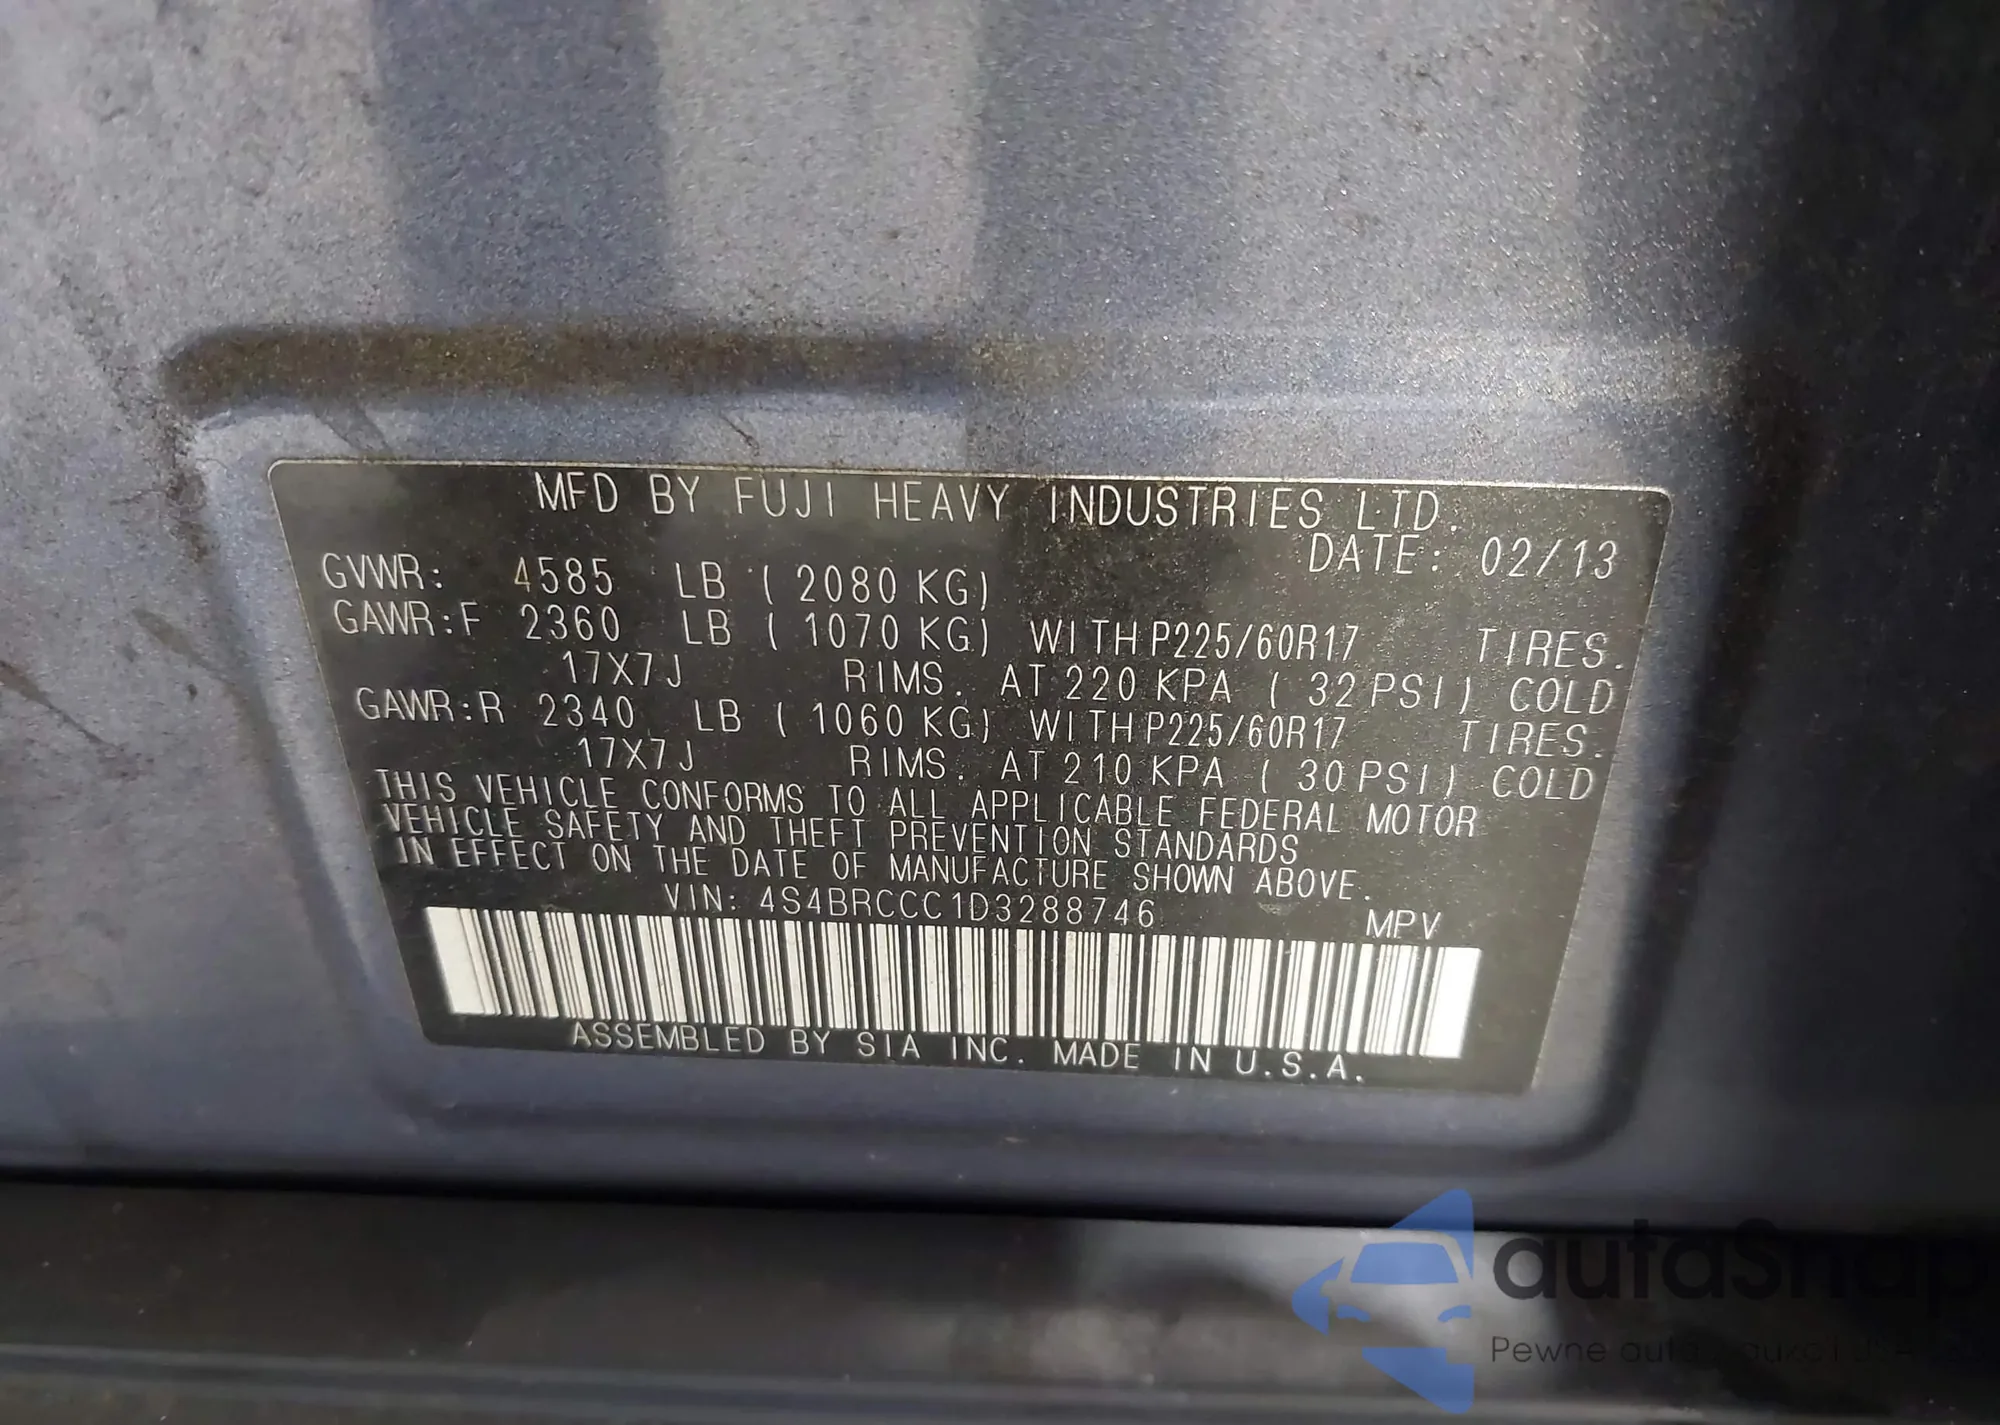 MFD BY FUJI HEAVY INDUSTRIES LTD.
DATE: 02/13
GVWR: 4585 LB (2080 KG)
GAWR:F 2360 LB (1070 KG) WITH P225/60R17 TIRES.
17X7J RIMS. AT 220 KPA (32 PSI) COLD
GAWR:R 2340 LB (1060 KG) WITH P225/60R17 TIRES.
17X7J RIMS. AT 210 KPA (30 PSI) COLD
THIS VEHICLE CONFORMS TO ALL APPLICABLE FEDERAL MOTOR
VEHICLE SAFETY AND THEFT PREVENTION STANDARDS
IN EFFECT ON THE DATE OF MANUFACTURE SHOWN ABOVE.
VIN: 4S4BRCCC1D3288746 MPV
ASSEMBLED BY SIA INC. MADE IN U.S.A.
autaSnap
Pewne auta